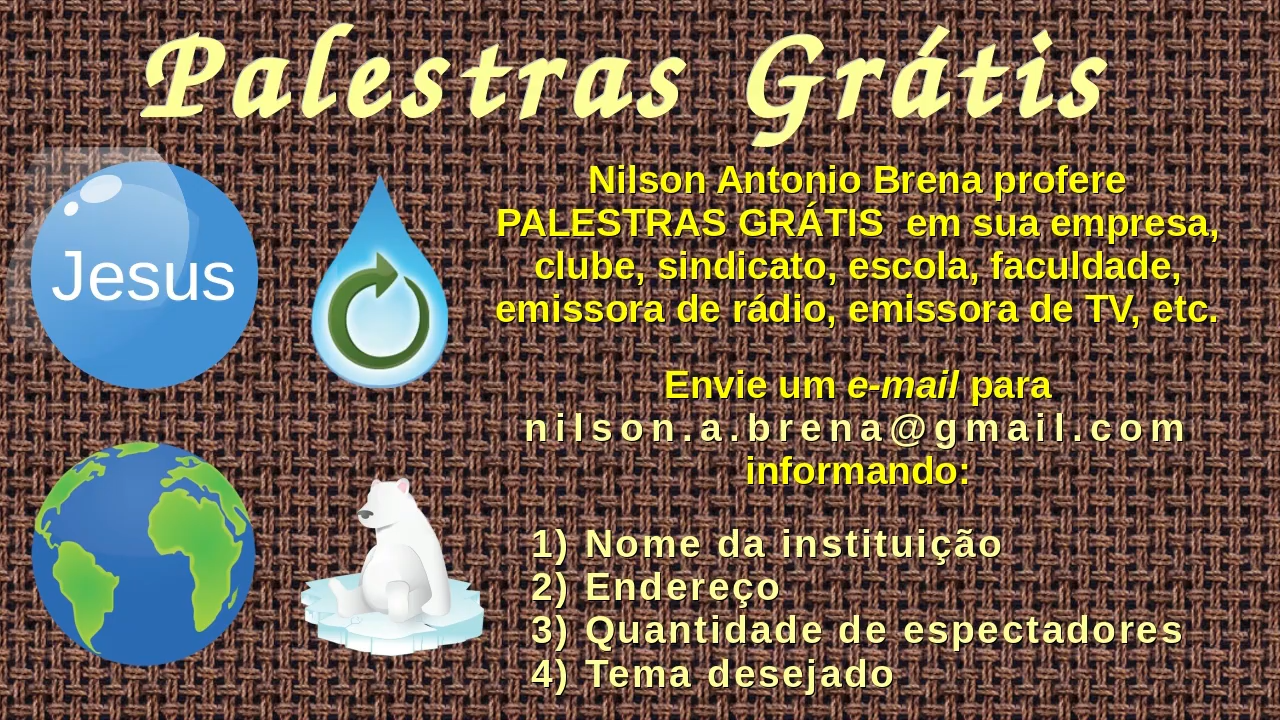 Palestras Grátis
Jesus
Nilson Antonio Brena profere
PALESTRAS GRÁTIS em sua empresa,
clube, sindicato, escola, faculdade,
emissora de rádio, emissora de TV, etc.
Envie um e-mail para
nilson.a.brena@gmail.com
informando:
1) Nome da instituição
2) Endereço
3) Quantidade de espectadores
4) Tema desejado